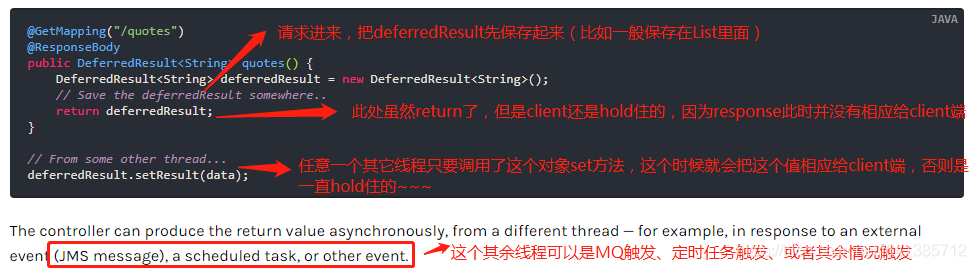 JAVA
@GetMapping("/quotes")
请求进来，把deferredResult先保存起来（比如一般保存在List里面）
@ResponseBody
public DeferredResult<String> quotes() {
DeferredResult<String> deferredResult = new DeferredResult<String>();
// Save the deferredResult somewhere..
return deferredResult;
此处虽然return了，但是client还是hold住的，因为response此时并没有相应给client端
}
// From some other thread...
deferredResult.setResult(data);
任意一个其它线程只要调用了这个对象set方法，这个时候就会把这个值相应给client端，否则是
一直hold住的~~~
The controller can produce the return value asynchronously, from a different thread — for example, in response to an external
event (JMS message), a scheduled task, or other event.
这个其余线程可以是MQ触发、定时任务触发、或者其余情况触发